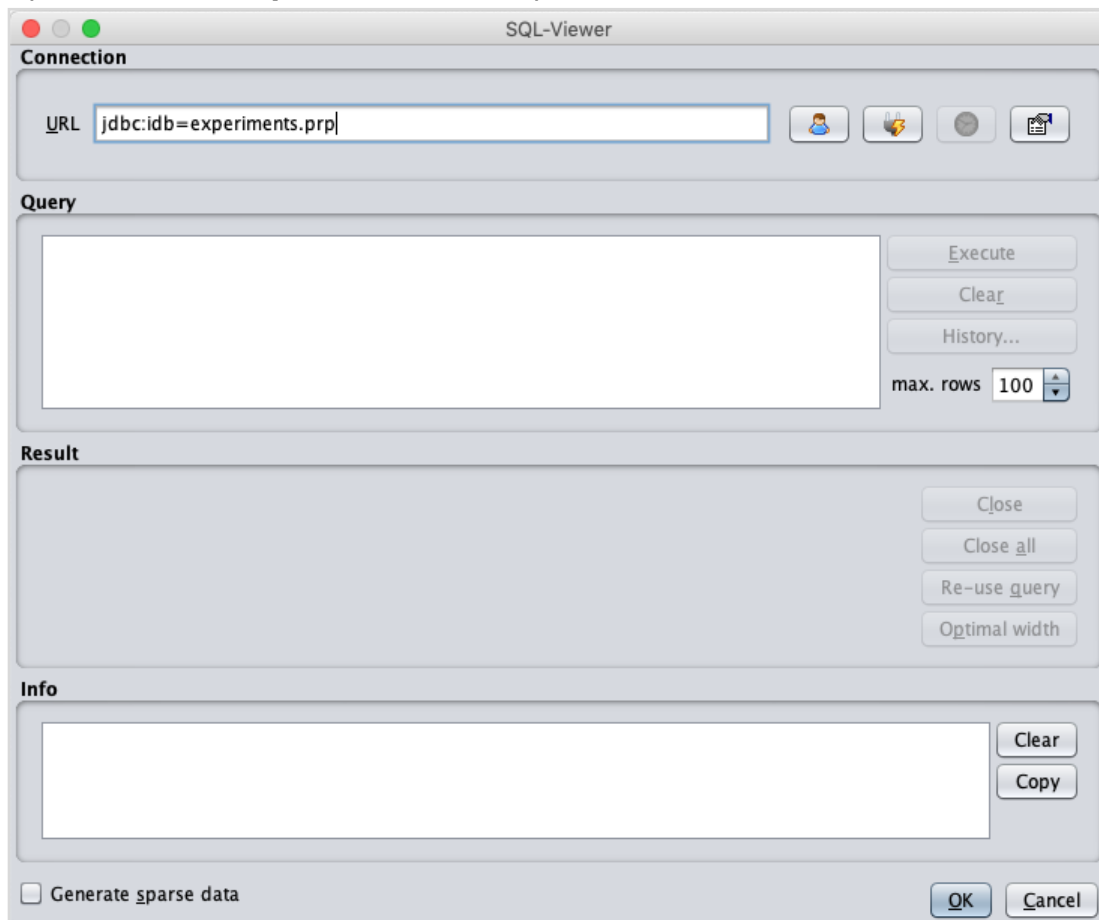 SQL-Viewer
Connection
URL jdbc:idb=experiments.prp
Query
Execute
Clear
History...
max. rows 100
Result
Close
Close all
Re-use query
Optimal width
Info
Clear
Copy
Generate sparse data
OK Cancel